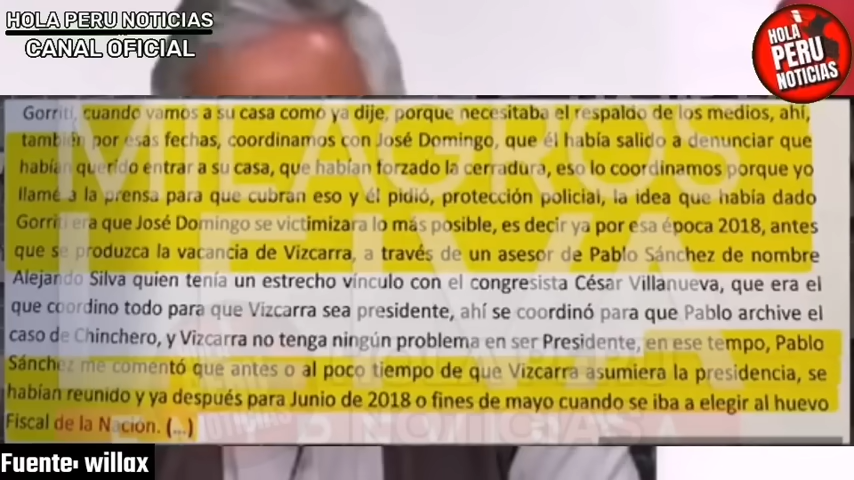 HOLA PERU NOTICIAS
CANAL OFICIAL
HOLA
PERU
NOTICIAS
Gorriti, cuando vamos a su casa como ya dije, porque necesitaba el respaldo de los medios, ahí,
también por esas fechas, coordinamos con José Domingo, que él había salido a denunciar que
habían querido entrar a su casa, que habían forzado la cerradura, eso lo coordinamos porque yo
llamé a la prensa para que cubran eso y él pidió, protección policial, la idea que había dado
Gorriti era que José Domingo se victimizara lo más posible, es decir ya por esa época 2018, antes
que se produzca la vacancia de Vizcarra, a través de un asesor de Pablo Sánchez de nombre
Alejando Silva quien tenía un estrecho vínculo con el congresista César Villanueva, que era el
que coordino todo para que Vizcarra sea presidente, ahí se coordinó para que Pablo archive el
caso de Chinchero, y Vizcarra no tenga ningún problema en ser Presidente, en ese tempo, Pablo
Sánchez me comentó que antes o al poco tiempo de que Vizcarra asumiera la presidencia, se
habían reunido y ya después para Junio de 2018 o fines de mayo cuando se iba a elegir al huevo
Fiscal de la Nación. (...)
MILAGROS
LEIVA
HOLA PERU
NOTICIAS
Fuente: willax